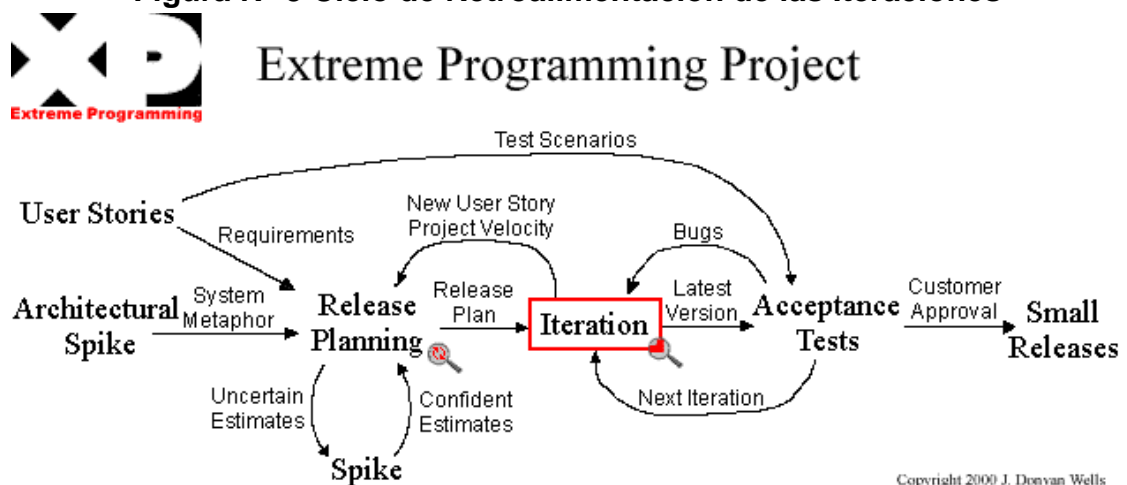 XP
Extreme Programming
Extreme Programming Project
Test Scenarios
User Stories
Requirements
New User Story
Project Velocity
Bugs
Architectural
Spike
System
Metaphor
Release
Planning
Release
Plan
Iteration
Latest
Version
Acceptance
Tests
Customer
Approval
Small
Releases
Uncertain
Estimates
Confident
Estimates
Next Iteration
Spike
Copyright 2000 J. Donvan Wells